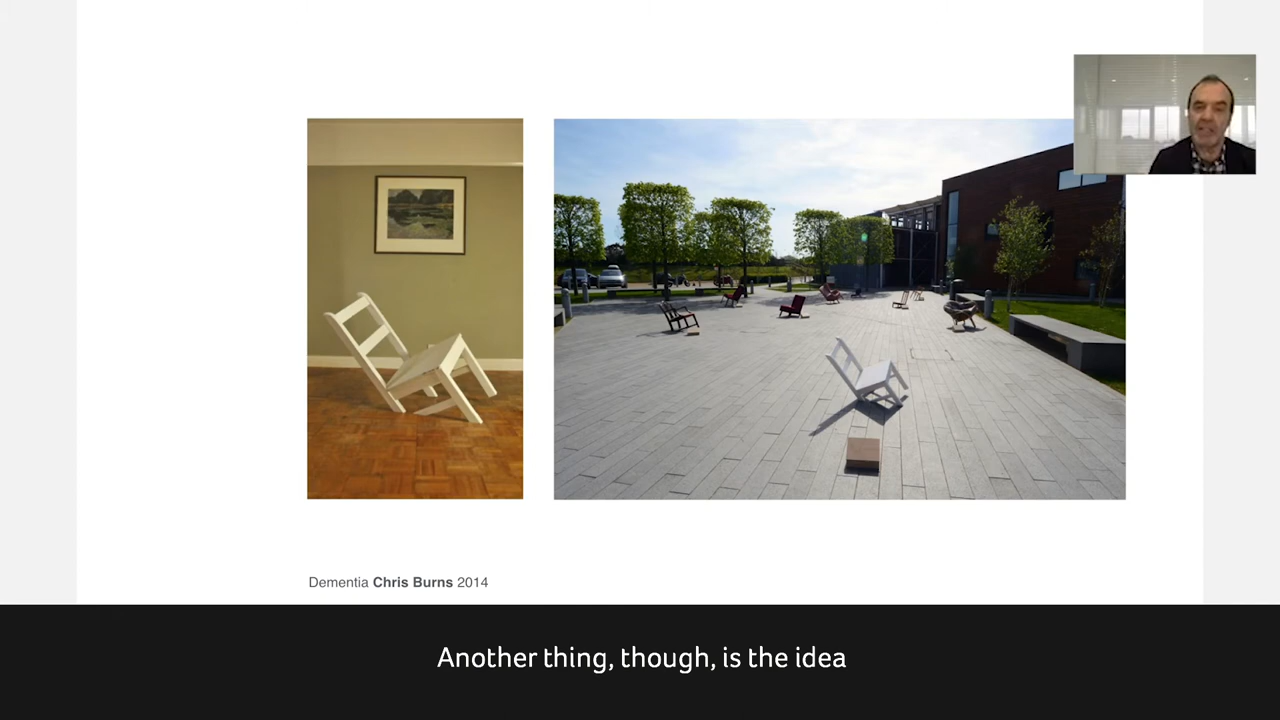 Dementia Chris Burns 2014
Another thing, though, is the idea